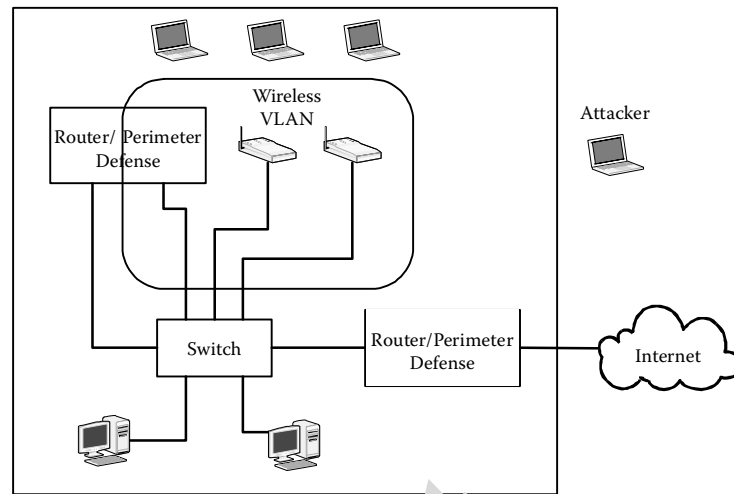 Wireless
VLAN
Router/ Perimeter
Defense
Attacker
Switch
Router/Perimeter
Defense
Internet